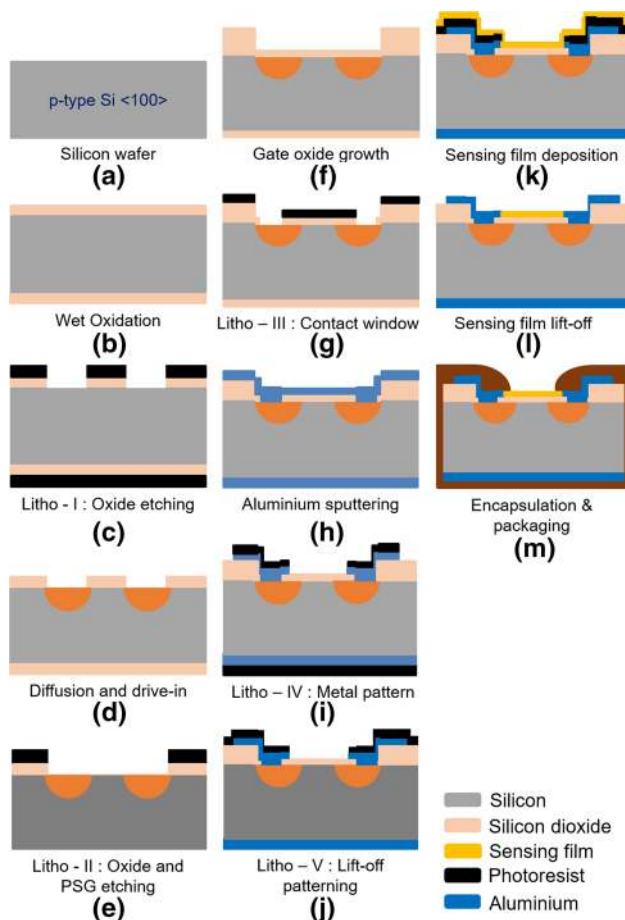 p-type Si <100>
Silicon wafer
(a)
Wet Oxidation
(b)
Litho - I : Oxide etching
(c)
Diffusion and drive-in
(d)
Litho - II : Oxide and
PSG etching
(e)
Gate oxide growth
(f)
Litho – III : Contact window
(g)
Aluminium sputtering
(h)
Litho – IV : Metal pattern
(i)
Litho – V : Lift-off
patterning
(j)
Sensing film deposition
(k)
Sensing film lift-off
(l)
Encapsulation &
packaging
(m)
Silicon
Silicon dioxide
Sensing film
Photoresist
Aluminium